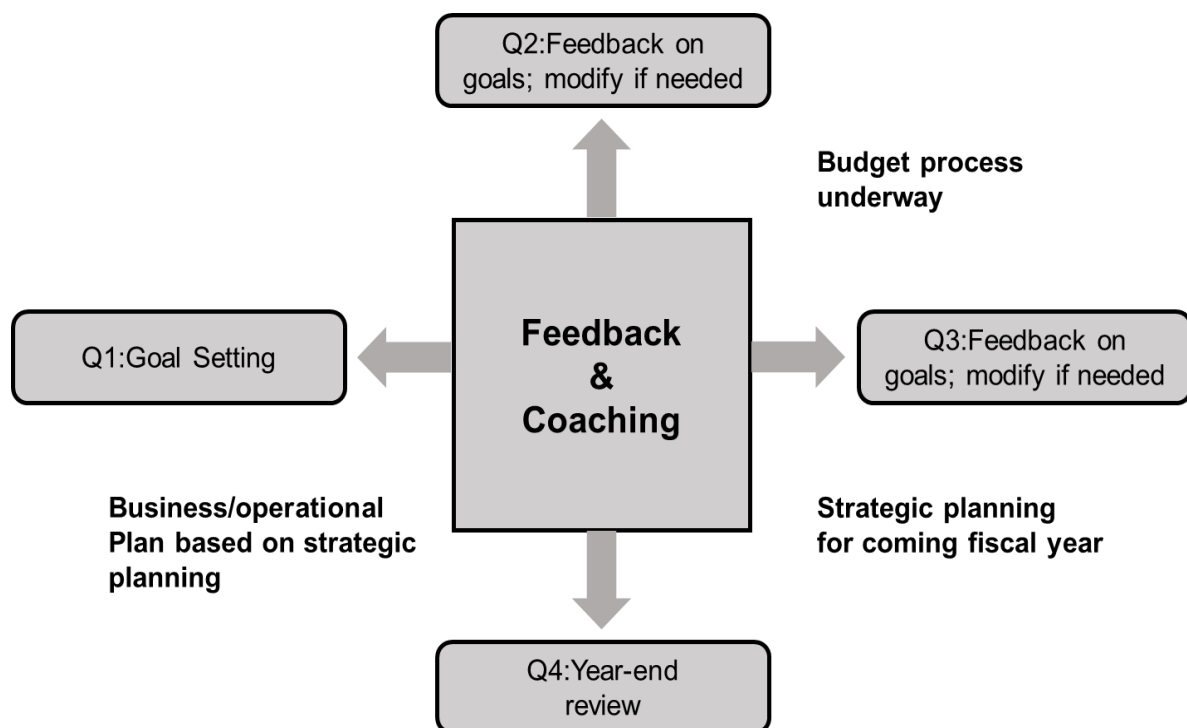 Q2:Feedback on
goals; modify if needed
Budget process
underway
Feedback
&
Coaching
Q1:Goal Setting
Q3:Feedback on
goals; modify if needed
Business/operational
Plan based on strategic
planning
Strategic planning
for coming fiscal year
Q4:Year-end
review